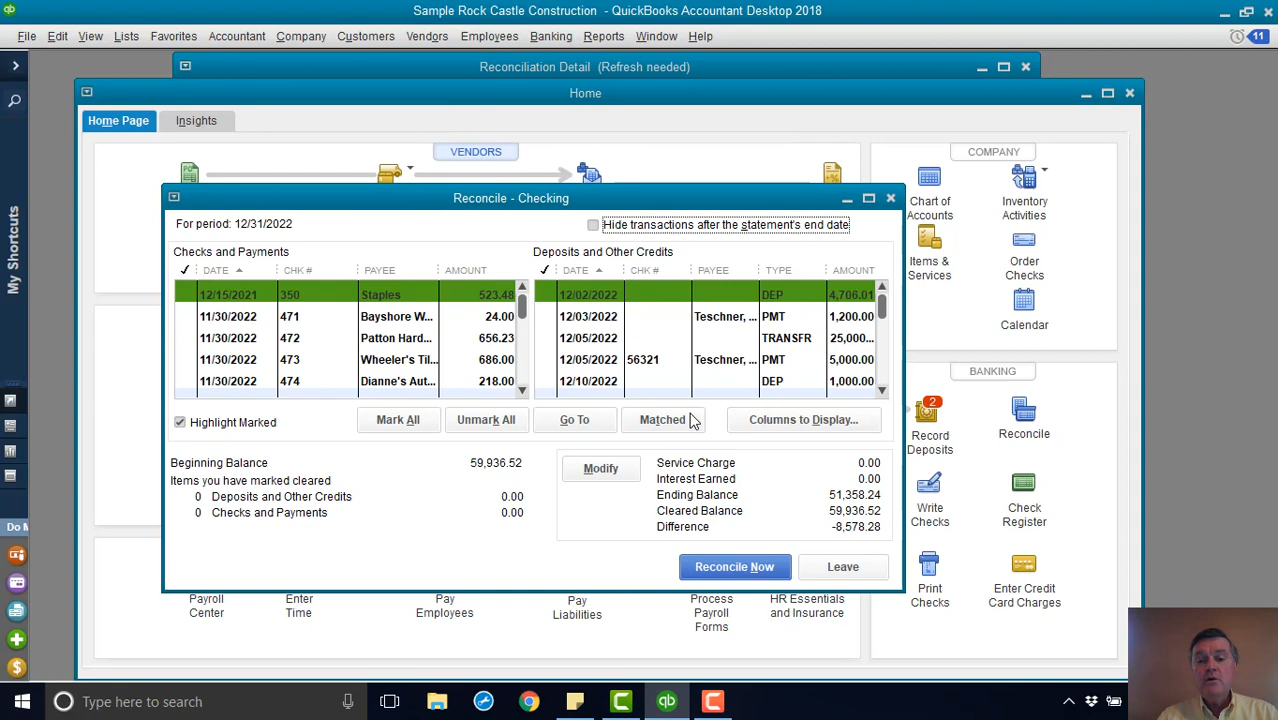 Sample Rock Castle Construction - QuickBooks Accountant Desktop 2018
File Edit View Lists Favorites Accountant Company Customers Vendors Employees Banking Reports Window Help 11
Reconciliation Detail (Refresh needed)
Home
Home Page Insights
VENDORS
COMPANY
Chart of Accounts
Inventory Activities
Items & Services
Order Checks
Calendar
BANKING
2
Record Deposits
Reconcile
Write Checks
Check Register
Print Checks
Enter Credit Card Charges
My Shortcuts
Do M
Reconcile - Checking
For period: 12/31/2022
Hide transactions after the statement's end date
Checks and Payments
DATE CHK # PAYEE AMOUNT
12/15/2021 350 Staples 523.48
11/30/2022 471 Bayshore W... 24.00
11/30/2022 472 Patton Hard... 656.23
11/30/2022 473 Wheeler's Til... 686.00
11/30/2022 474 Dianne's Aut... 218.00
Deposits and Other Credits
DATE CHK # PAYEE TYPE AMOUNT
12/02/2022 DEP 4,706.01
12/03/2022 Teschner, ... PMT 1,200.00
12/05/2022 TRANSFR 25,000...
12/05/2022 56321 Teschner, ... PMT 5,000.00
12/10/2022 DEP 1,000.00
Highlight Marked
Mark All Unmark All Go To Matched Columns to Display...
Beginning Balance 59,936.52
Items you have marked cleared
0 Deposits and Other Credits 0.00
0 Checks and Payments 0.00
Modify
Service Charge 0.00
Interest Earned 0.00
Ending Balance 51,358.24
Cleared Balance 59,936.52
Difference -8,578.28
Reconcile Now Leave
Payroll Center
Enter Time
Pay Employees
Pay Liabilities
Process Payroll Forms
HR Essentials and Insurance
Type here to search